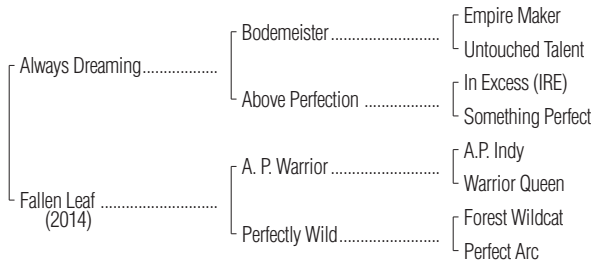 Empire Maker
Bodemeister
Untouched Talent
Always Dreaming
In Excess (IRE)
Above Perfection
Something Perfect
A.P. Indy
A. P. Warrior
Warrior Queen
Fallen Leaf
(2014)
Forest Wildcat
Perfectly Wild
Perfect Arc